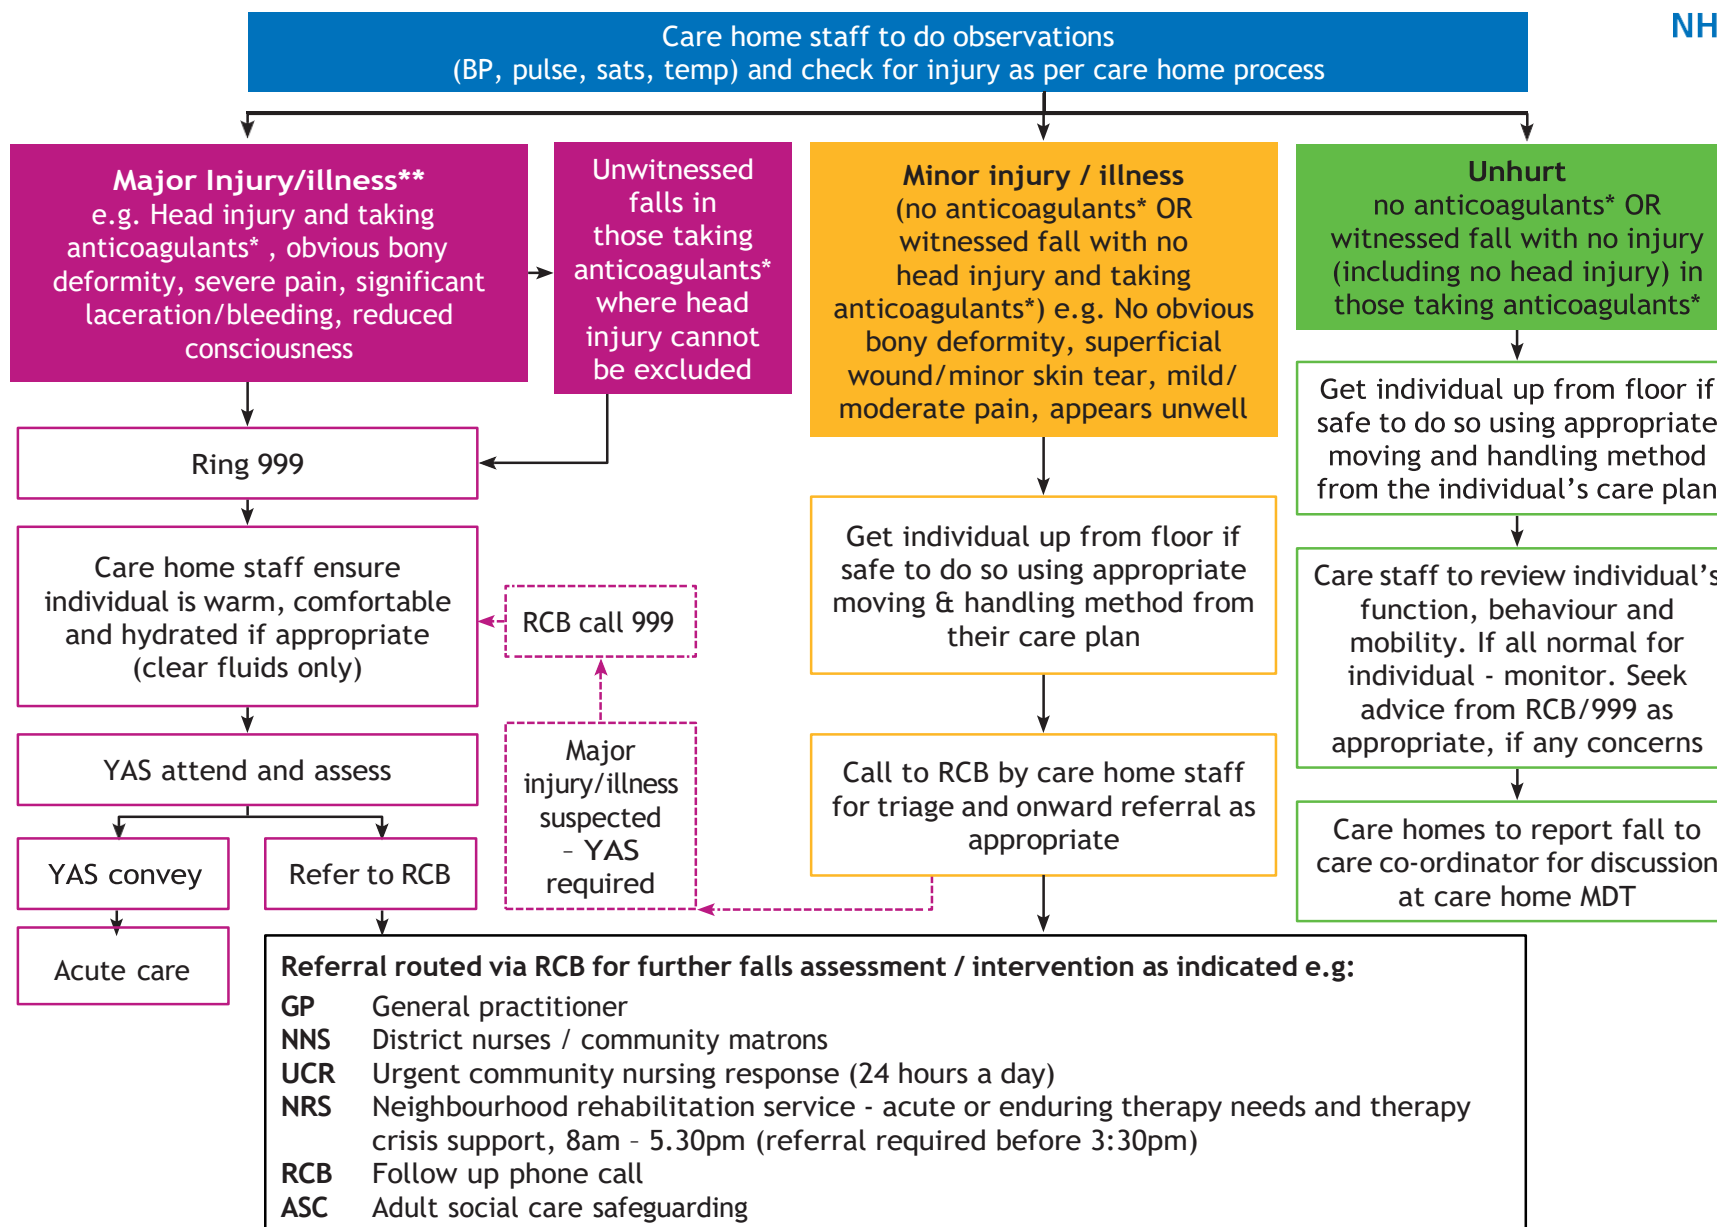 Care home staff to do observations
(BP, pulse, sats, temp) and check for injury as per care home process
NH
Major Injury/illness**
e.g. Head injury and taking
anticoagulants* , obvious bony
deformity, severe pain, significant
laceration/bleeding, reduced
consciousness
Unwitnessed
falls in
those taking
anticoagulants*
where head
injury cannot
be excluded
Minor injury / illness
(no anticoagulants* OR
witnessed fall with no
head injury and taking
anticoagulants*) e.g. No obvious
bony deformity, superficial
wound/minor skin tear, mild/
moderate pain, appears unwell
Unhurt
no anticoagulants* OR
witnessed fall with no injury
(including no head injury) in
those taking anticoagulants*
Ring 999
Care home staff ensure
individual is warm, comfortable
and hydrated if appropriate
(clear fluids only)
RCB call 999
YAS attend and assess
Major
injury/illness
suspected
– YAS
required
YAS convey
Refer to RCB
Acute care
Get individual up from floor if
safe to do so using appropriate
moving & handling method from
their care plan
Call to RCB by care home staff
for triage and onward referral as
appropriate
Get individual up from floor if
safe to do so using appropriate
moving and handling method
from the individual’s care plan
Care staff to review individual’s
function, behaviour and
mobility. If all normal for
individual - monitor. Seek
advice from RCB/999 as
appropriate, if any concerns
Care homes to report fall to
care co-ordinator for discussion
at care home MDT
Referral routed via RCB for further falls assessment / intervention as indicated e.g:
GP General practitioner
NNS District nurses / community matrons
UCR Urgent community nursing response (24 hours a day)
NRS Neighbourhood rehabilitation service - acute or enduring therapy needs and therapy
crisis support, 8am – 5.30pm (referral required before 3:30pm)
RCB Follow up phone call
ASC Adult social care safeguarding